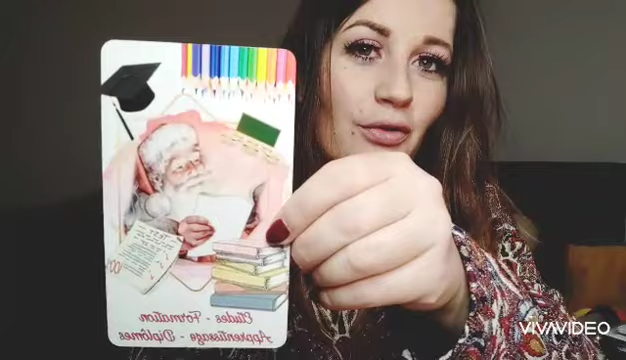 Etudes - Formation
Apprentissage - Diplômes
VIVAVIDEO